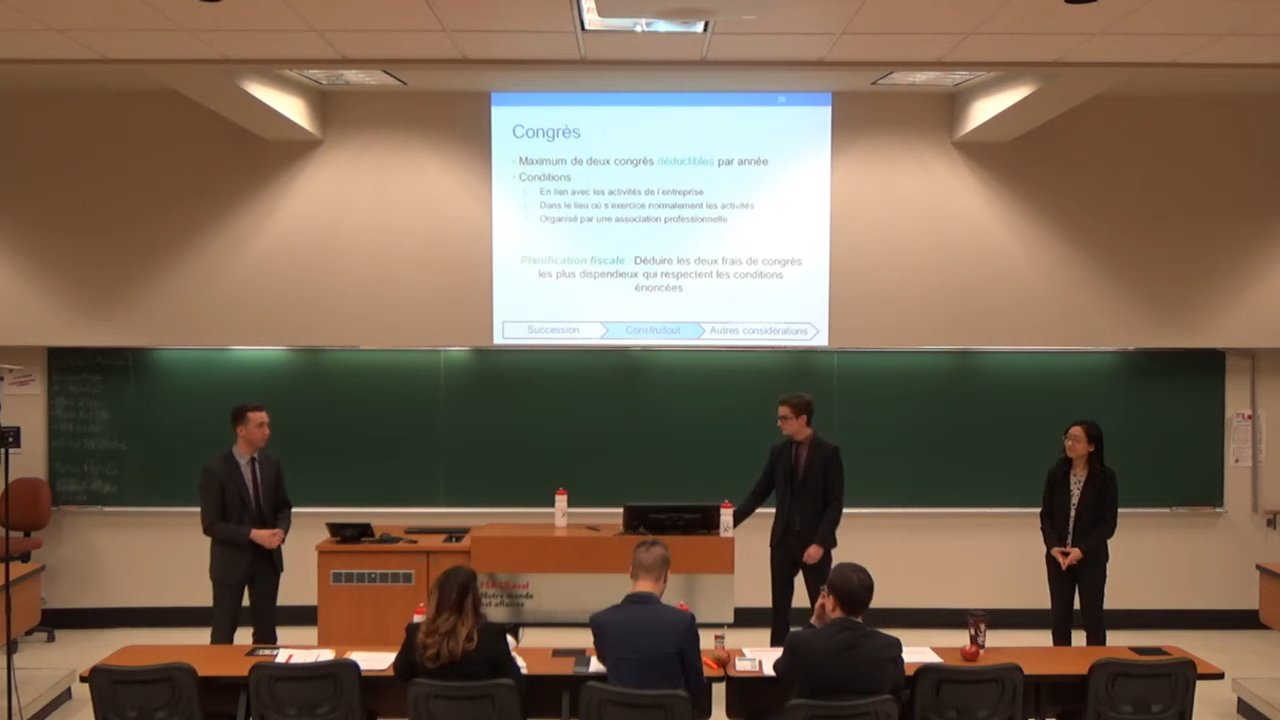 Congrès
- Maximum de deux congrès déductibles par année
- Conditions
En lien avec les activités de l'entreprise
Dans le lieu où s'exerce normalement les activités
Organisé par une association professionnelle
Planification fiscale : Déduire les deux frais de congrès
les plus dispendieux qui respectent les conditions
énoncées
Succession
Construitout
Autres considérations
FSA ULaval
Notre monde
est affaires